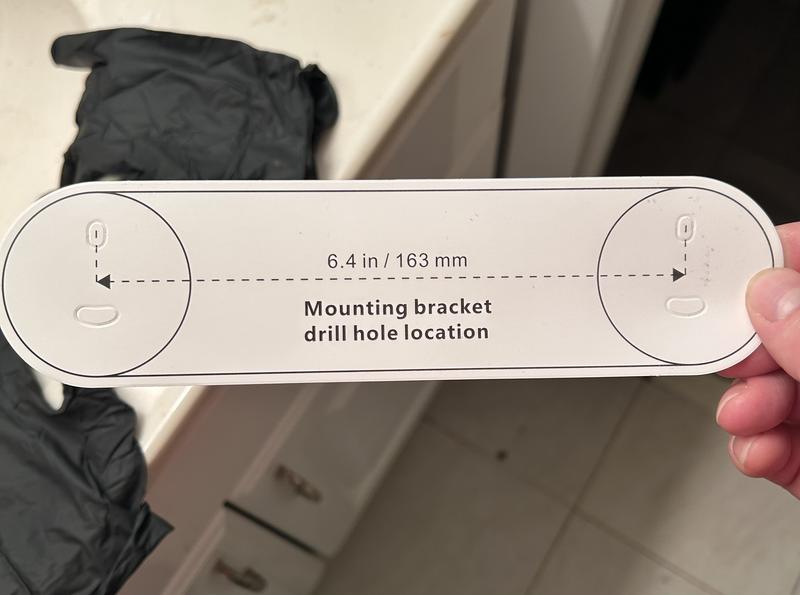 6.4 in / 163 mm
Mounting bracket
drill hole location